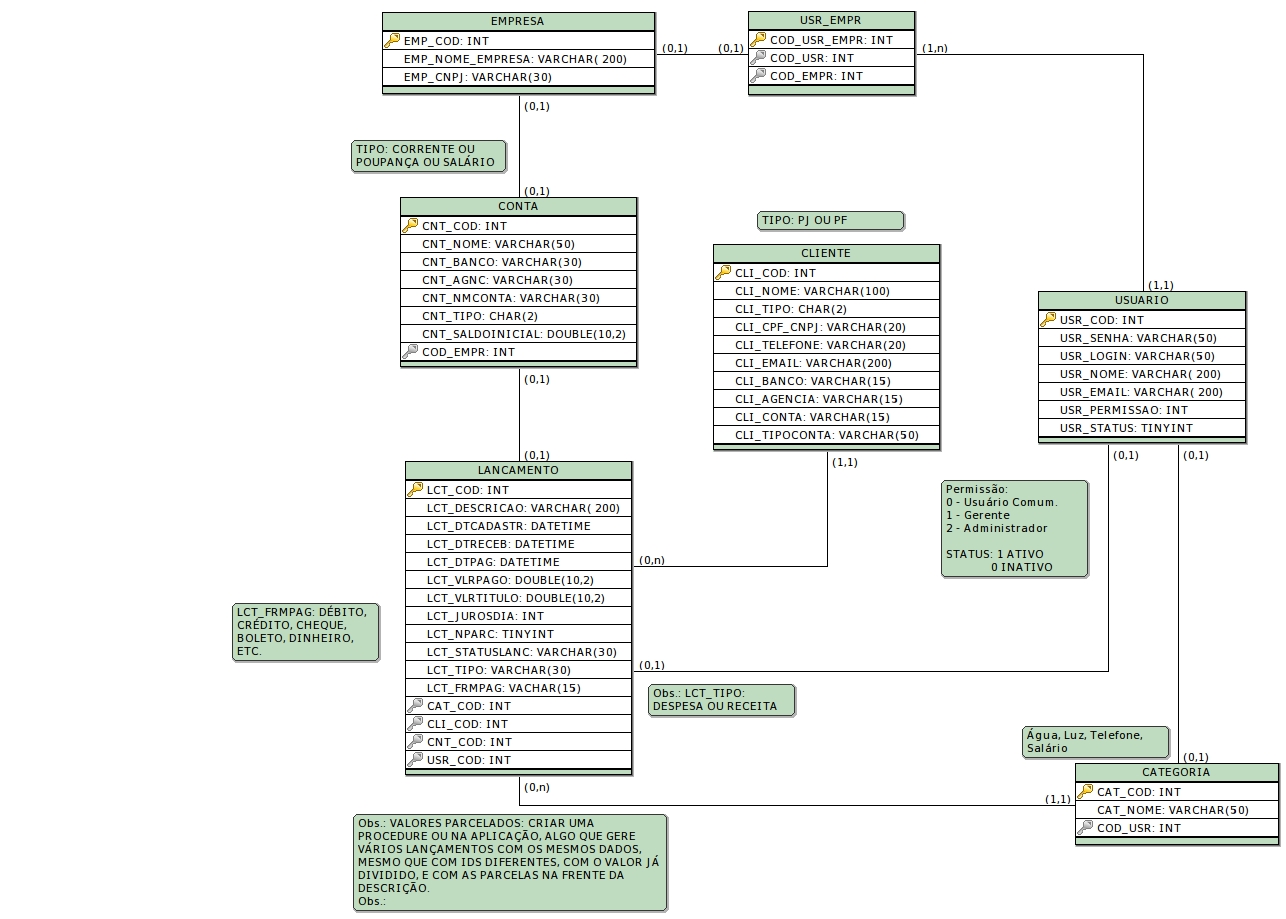 EMPRESA
EMP_COD: INT
EMP_NOME_EMPRESA: VARCHAR( 200)
EMP_CNPJ: VARCHAR(30)
(0,1)
(0,1)
USR_EMPR
COD_USR_EMPR: INT
COD_USR: INT
COD_EMPR: INT
(1,n)
(0,1)
TIPO: CORRENTE OU
POUPANÇA OU SALÁRIO
(0,1)
CONTA
CNT_COD: INT
CNT_NOME: VARCHAR(50)
CNT_BANCO: VARCHAR(30)
CNT_AGNC: VARCHAR(30)
CNT_NMCONTA: VARCHAR(30)
CNT_TIPO: CHAR(2)
CNT_SALDOINICIAL: DOUBLE(10,2)
COD_EMPR: INT
(0,1)
TIPO: PJ OU PF
CLIENTE
CLI_COD: INT
CLI_NOME: VARCHAR(100)
CLI_TIPO: CHAR(2)
CLI_CPF_CNPJ: VARCHAR(20)
CLI_TELEFONE: VARCHAR(20)
CLI_EMAIL: VARCHAR(200)
CLI_BANCO: VARCHAR(15)
CLI_AGENCIA: VARCHAR(15)
CLI_CONTA: VARCHAR(15)
CLI_TIPOCONTA: VARCHAR(50)
(1,1)
(1,1)
USUARIO
USR_COD: INT
USR_SENHA: VARCHAR(50)
USR_LOGIN: VARCHAR(50)
USR_NOME: VARCHAR( 200)
USR_EMAIL: VARCHAR( 200)
USR_PERMISSAO: INT
USR_STATUS: TINYINT
(0,1)
(0,1)
Permissão:
0 - Usuário Comum.
1 - Gerente
2 - Administrador
STATUS: 1 ATIVO
0 INATIVO
(0,1)
LANCAMENTO
LCT_COD: INT
LCT_DESCRICAO: VARCHAR( 200)
LCT_DTCADASTR: DATETIME
LCT_DTRECEB: DATETIME
LCT_DTPAG: DATETIME
LCT_VLRPAGO: DOUBLE(10,2)
LCT_VLRTITULO: DOUBLE(10,2)
LCT_JUROSDIA: INT
LCT_NPARC: TINYINT
LCT_STATUSLANC: VARCHAR(30)
LCT_TIPO: VARCHAR(30)
LCT_FRMPAG: VACHAR(15)
CAT_COD: INT
CLI_COD: INT
CNT_COD: INT
USR_COD: INT
(0,n)
(0,1)
LCT_FRMPAG: DÉBITO,
CRÉDITO, CHEQUE,
BOLETO, DINHEIRO,
ETC.
Obs.: LCT_TIPO:
DESPESA OU RECEITA
Água, Luz, Telefone,
Salário
(0,1)
CATEGORIA
CAT_COD: INT
CAT_NOME: VARCHAR(50)
COD_USR: INT
(1,1)
(0,n)
Obs.: VALORES PARCELADOS: CRIAR UMA
PROCEDURE OU NA APLICAÇÃO, ALGO QUE GERE
VÁRIOS LANÇAMENTOS COM OS MESMOS DADOS,
MESMO QUE COM IDS DIFERENTES, COM O VALOR JÁ
DIVIDIDO, E COM AS PARCELAS NA FRENTE DA
DESCRIÇÃO.
Obs.: